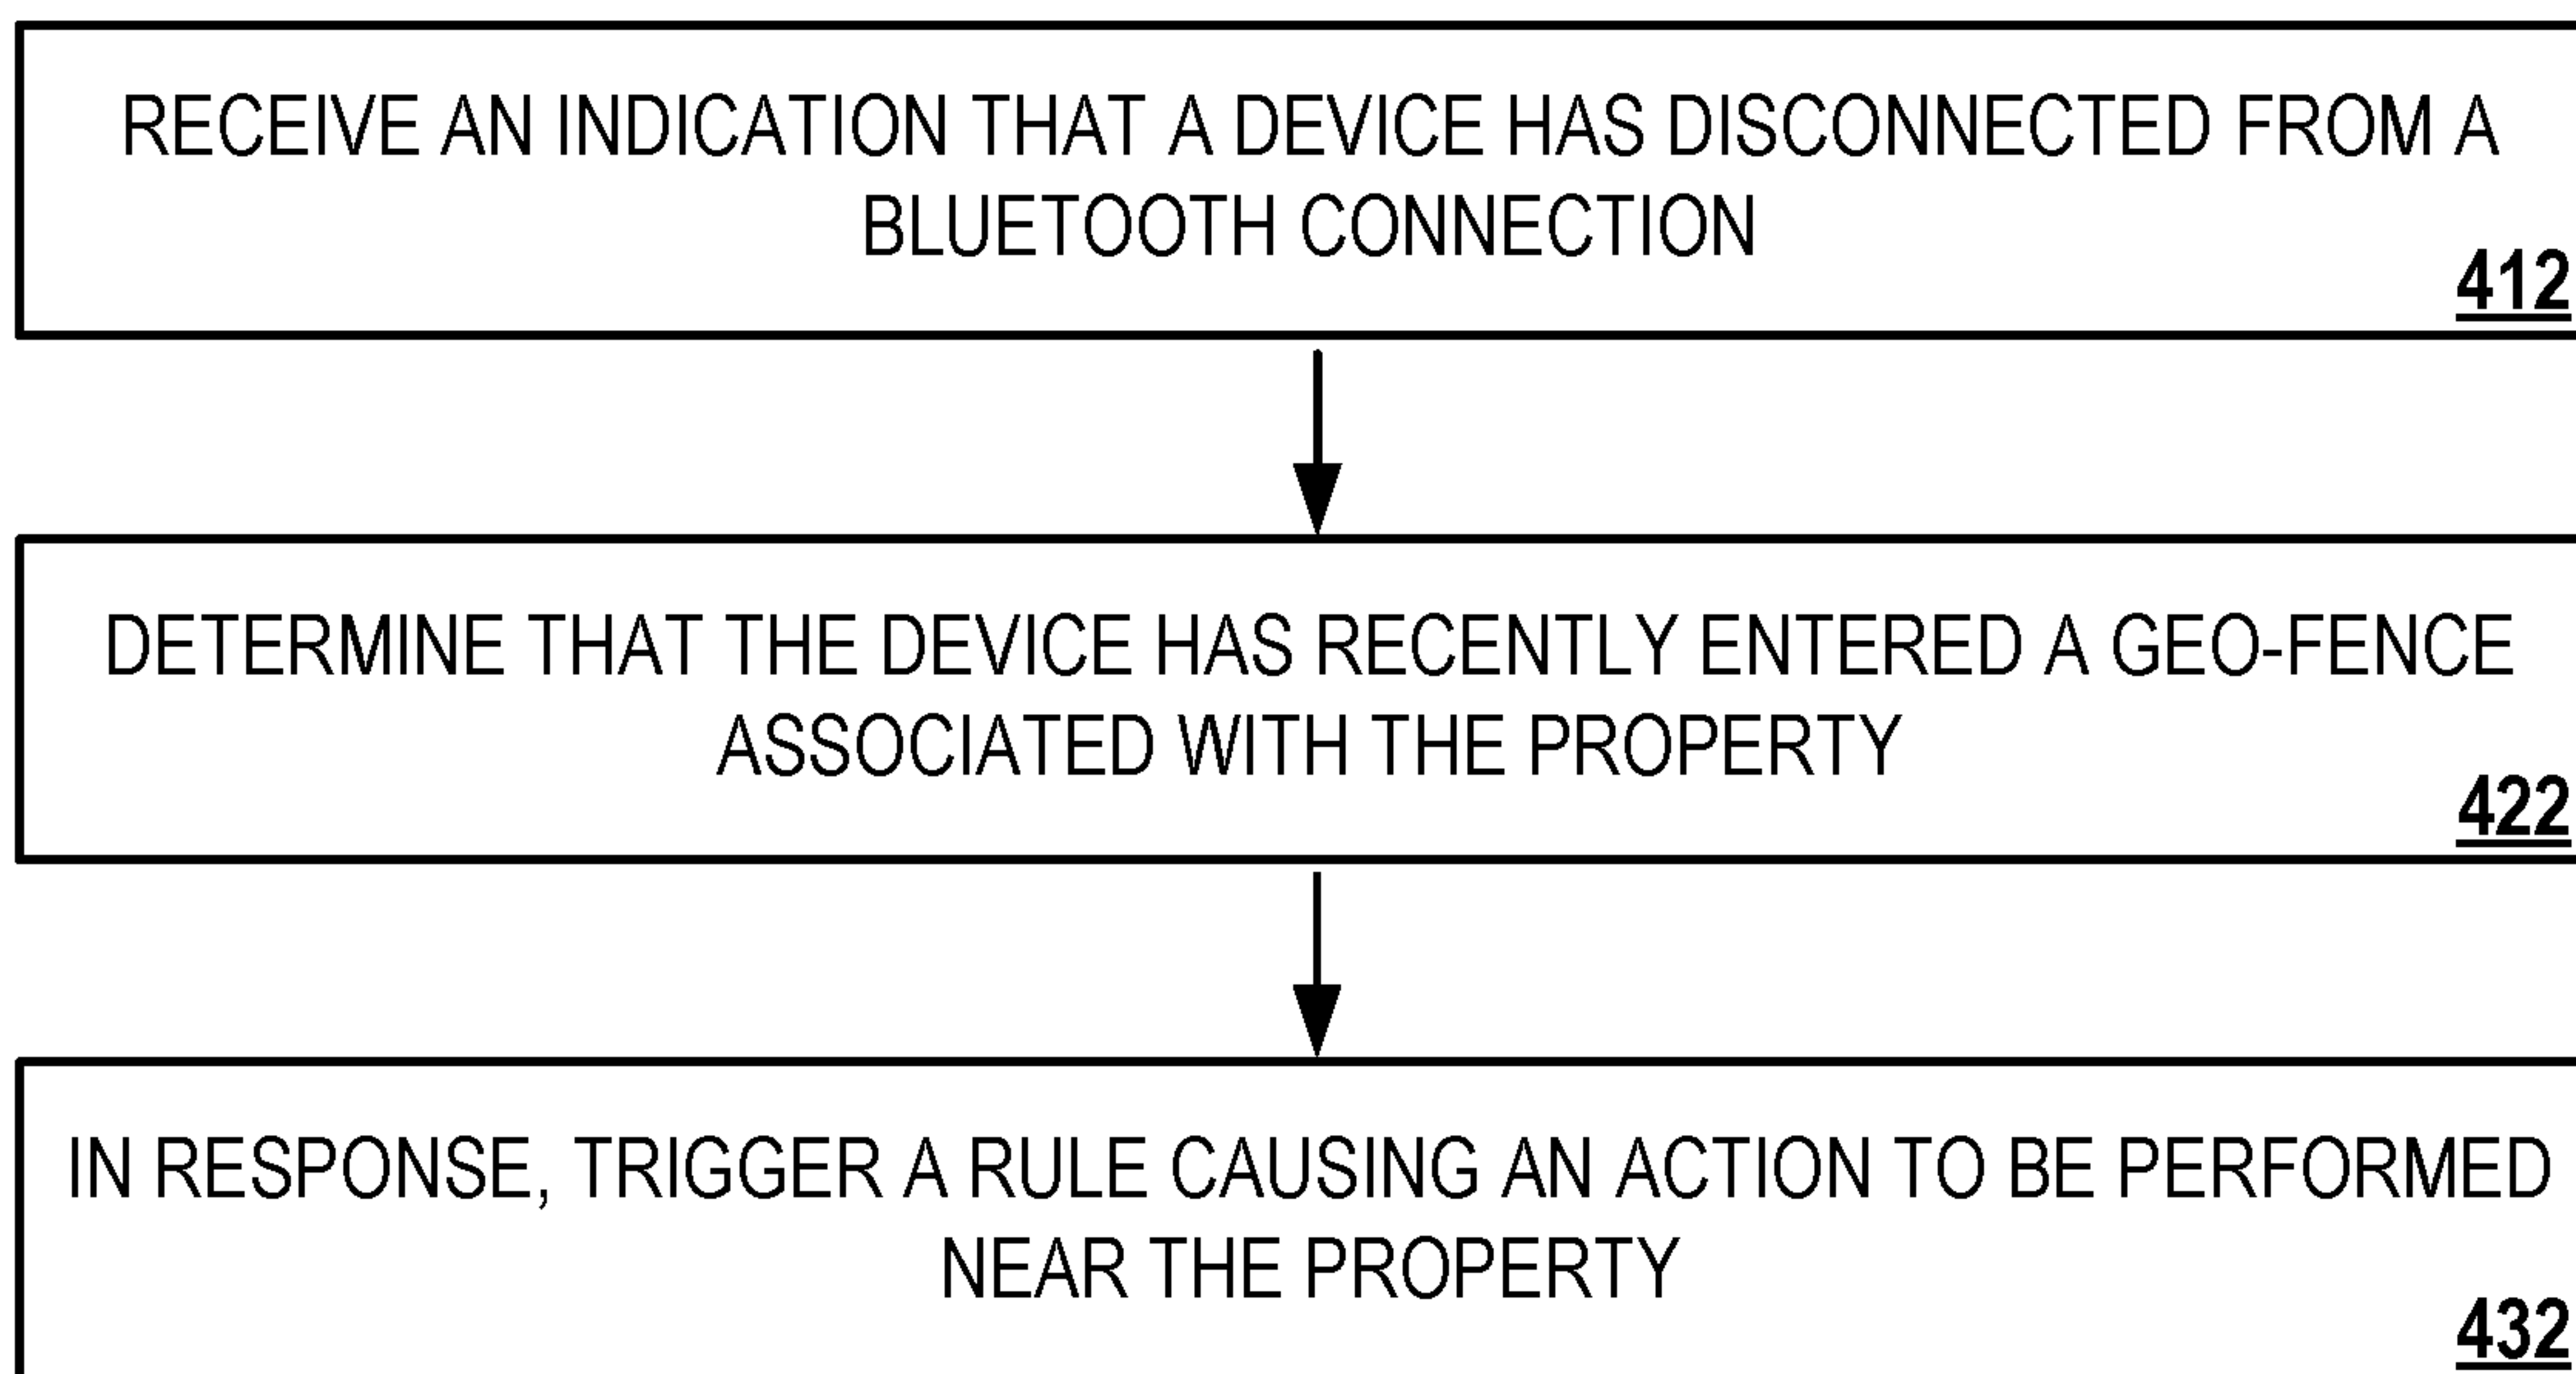 RECEIVE AN INDICATION THAT A DEVICE HAS DISCONNECTED FROM A
BLUETOOTH CONNECTION
412
DETERMINE THAT THE DEVICE HAS RECENTLY ENTERED A GEO-FENCE
ASSOCIATED WITH THE PROPERTY
422
IN RESPONSE, TRIGGER A RULE CAUSING AN ACTION TO BE PERFORMED
NEAR THE PROPERTY
432